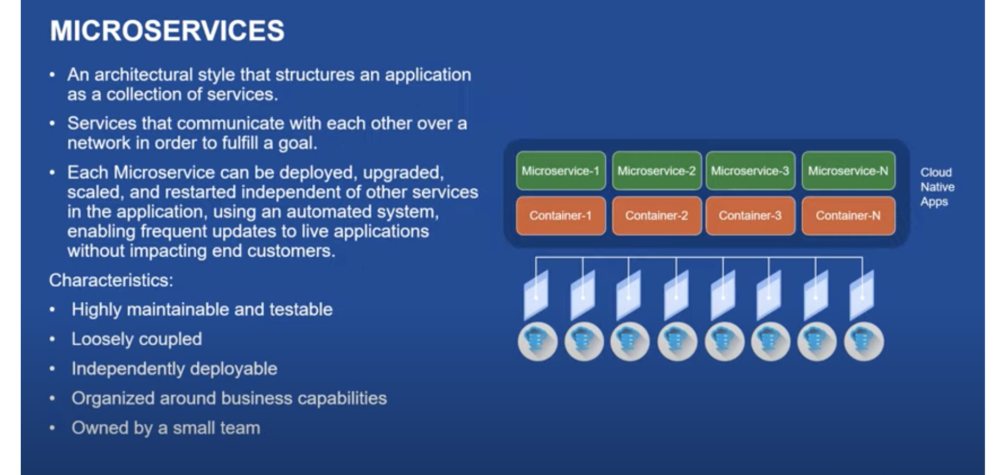 MICROSERVICES
• An architectural style that structures an application
as a collection of services.
• Services that communicate with each other over a
network in order to fulfill a goal.
• Each Microservice can be deployed, upgraded,
scaled, and restarted independent of other services
in the application, using an automated system,
enabling frequent updates to live applications
without impacting end customers.
Characteristics:
• Highly maintainable and testable
• Loosely coupled
• Independently deployable
• Organized around business capabilities
• Owned by a small team
Microservice-1 Microservice-2 Microservice-3 Microservice-N
Container-1 Container-2 Container-3 Container-N
Cloud
Native
Apps